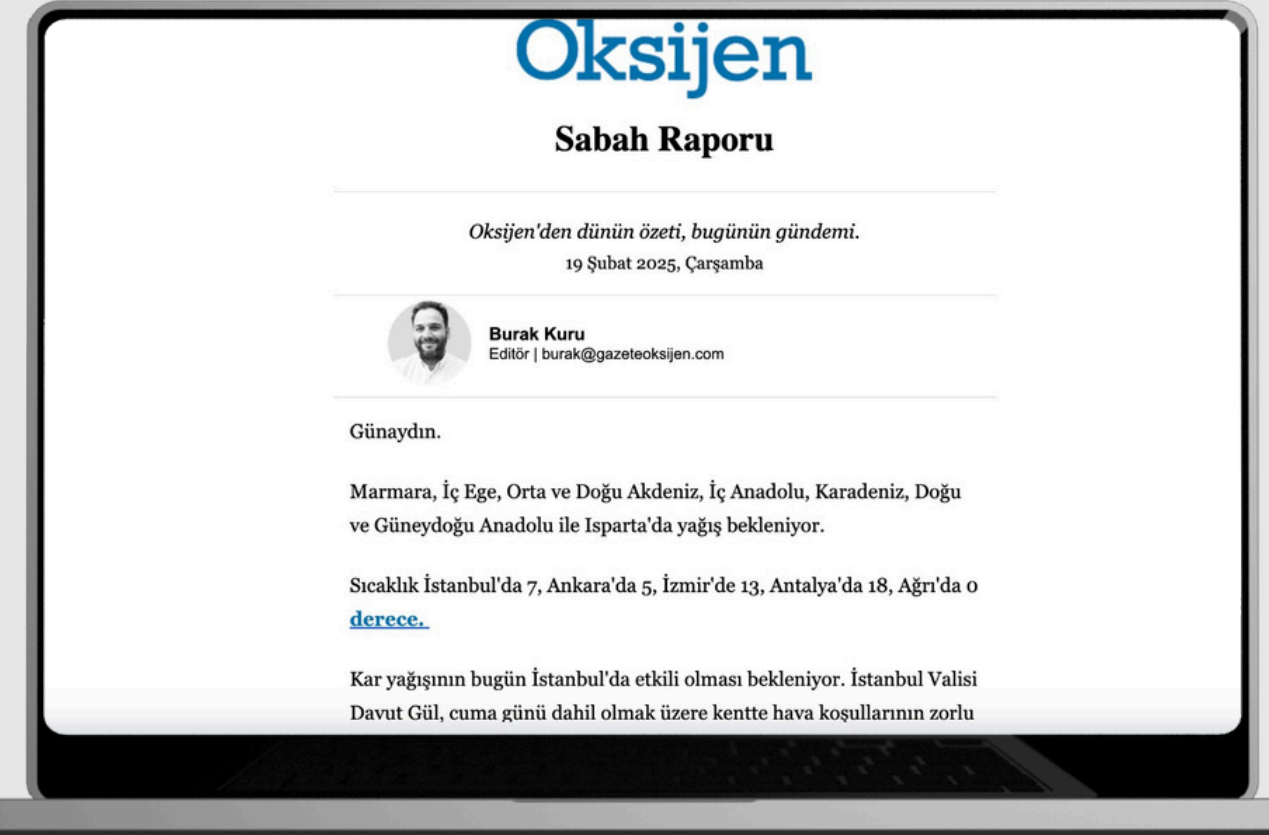 Oksijen
Sabah Raporu
Oksijen'den dünün özeti, bugünün gündemi.
19 Şubat 2025, Çarşamba
Burak Kuru
Editör | burak@gazeteoksijen.com
Günaydın.
Marmara, İç Ege, Orta ve Doğu Akdeniz, İç Anadolu, Karadeniz, Doğu
ve Güneydoğu Anadolu ile Isparta'da yağış bekleniyor.
Sıcaklık İstanbul'da 7, Ankara'da 5, İzmir'de 13, Antalya'da 18, Ağrı'da 0
derece.
Kar yağışının bugün İstanbul'da etkili olması bekleniyor. İstanbul Valisi
Davut Gül, cuma günü dahil olmak üzere kentte hava koşullarının zorlu